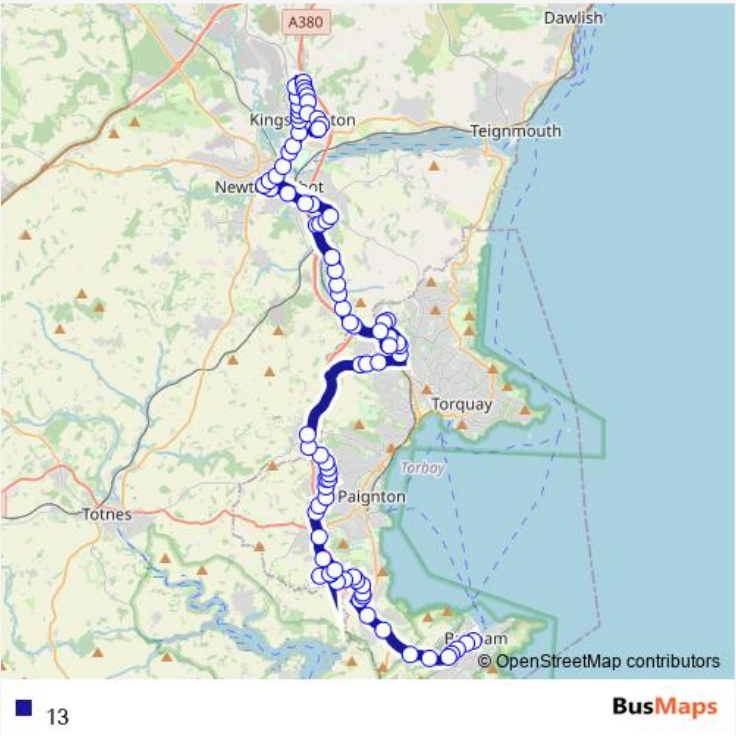 A380
Dawlish
Teignmouth
Torquay
Torbay
Paignton
Totnes
© OpenStreetMap contributors
13
BusMaps